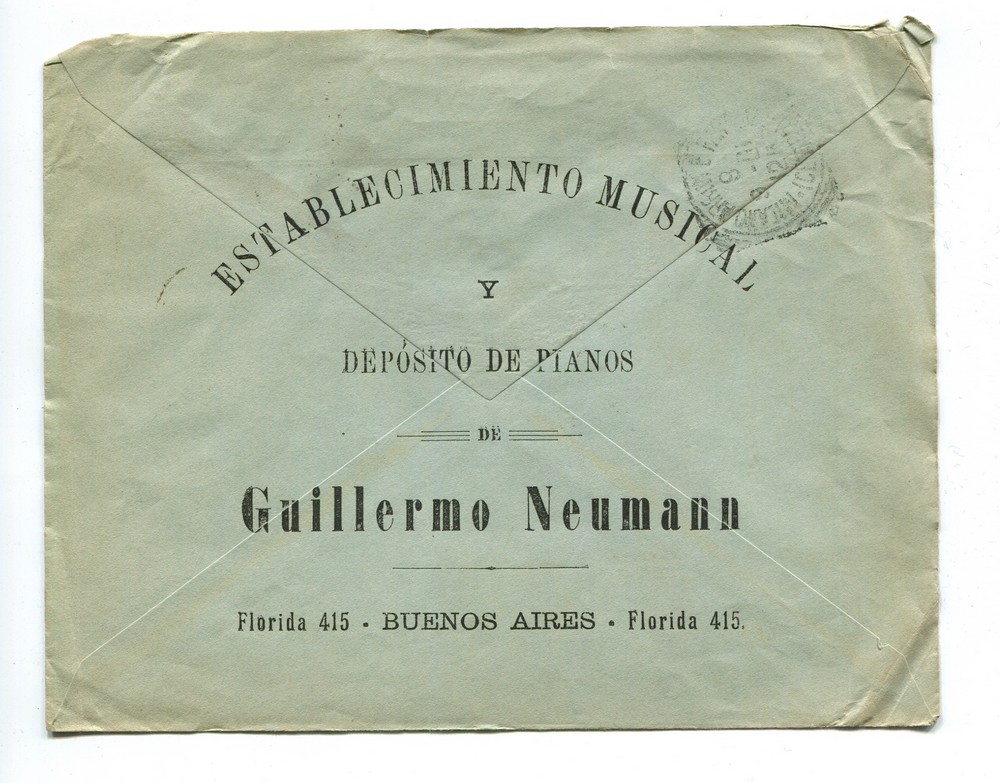 ESTABLECIMIENTO MUSICAL
Y
DEPÓSITO DE PIANOS
DE
Guillermo Neumann
Florida 415 - BUENOS AIRES - Florida 415.